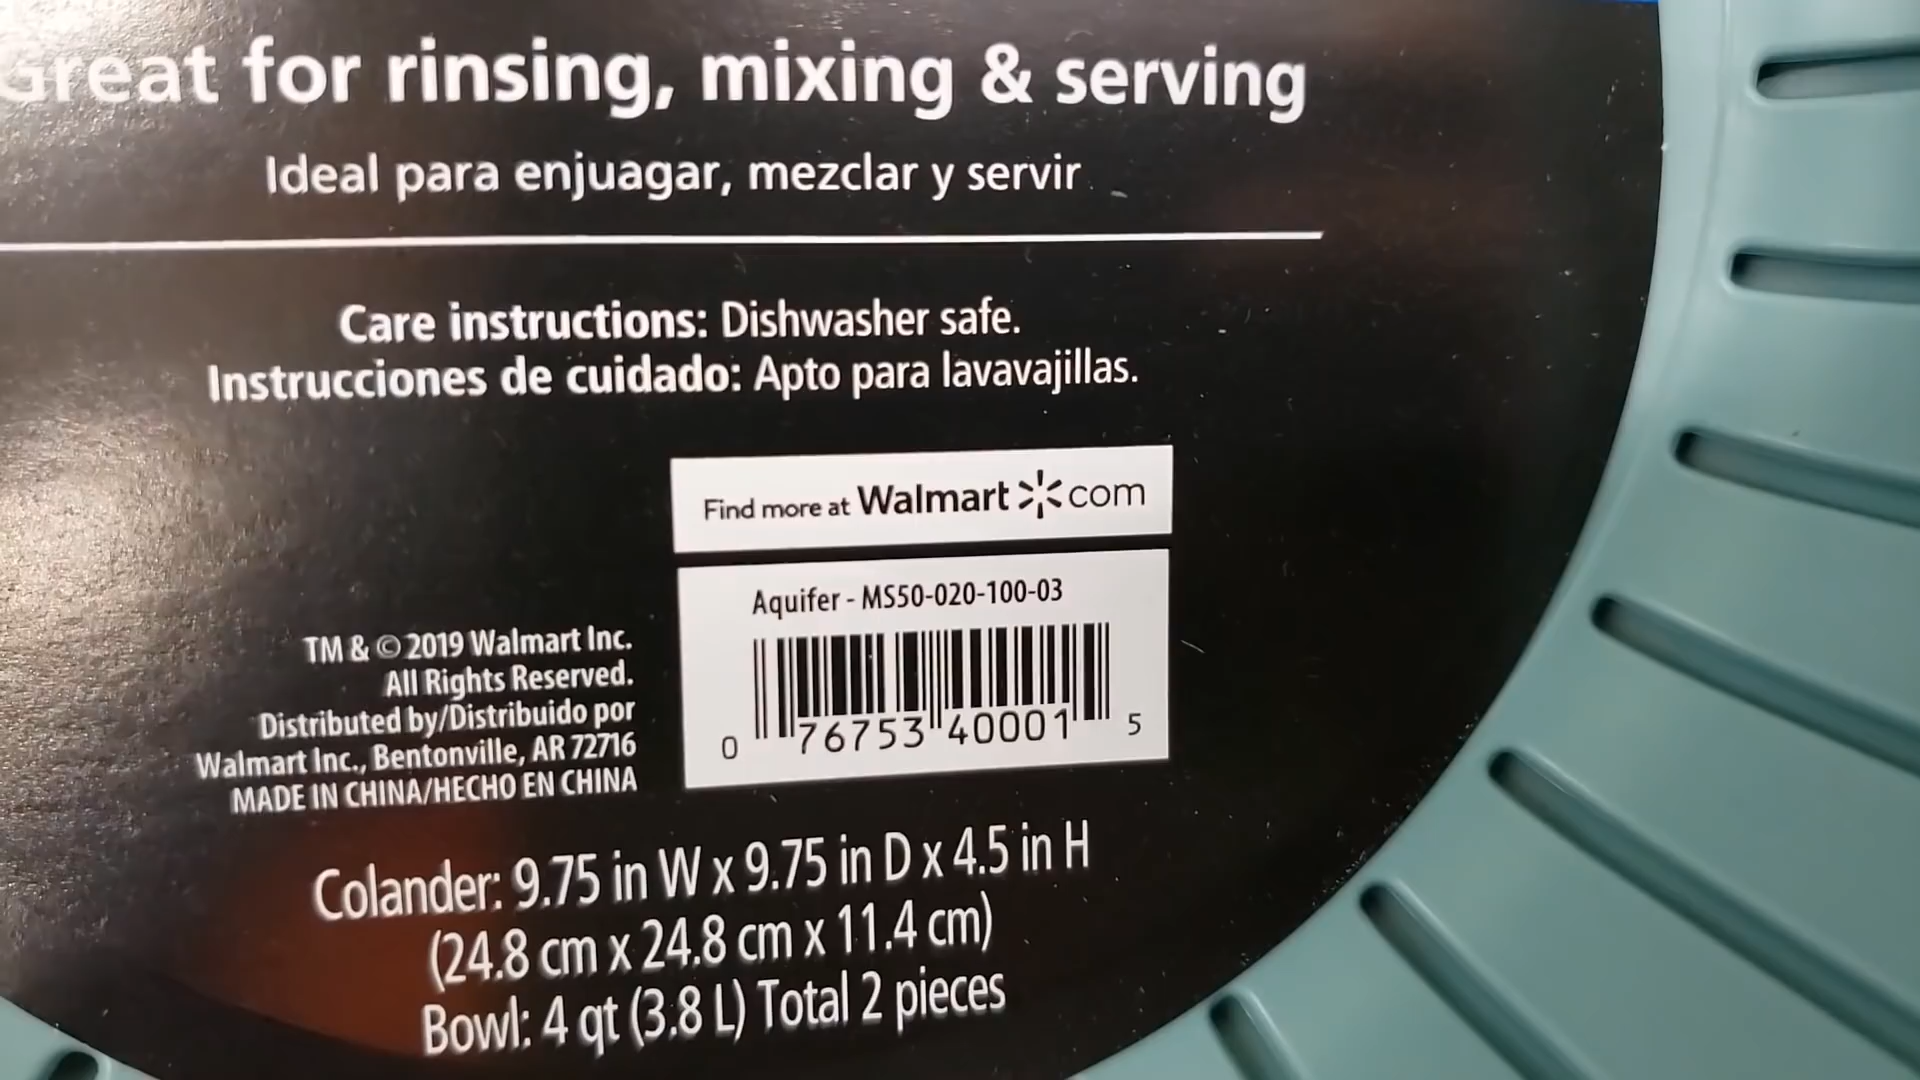 Great for rinsing, mixing & serving
Ideal para enjuagar, mezclar y servir
Care instructions: Dishwasher safe.
Instrucciones de cuidado: Apto para lavavajillas.
Find more at Walmart com
Aquifer - MS50-020-100-03
0 76753 40001 5
TM & © 2019 Walmart Inc.
All Rights Reserved.
Distributed by/Distribuido por
Walmart Inc., Bentonville, AR 72716
MADE IN CHINA/HECHO EN CHINA
Colander: 9.75 in W x 9.75 in D x 4.5 in H
(24.8 cm x 24.8 cm x 11.4 cm)
Bowl: 4 qt (3.8 L) Total 2 pieces